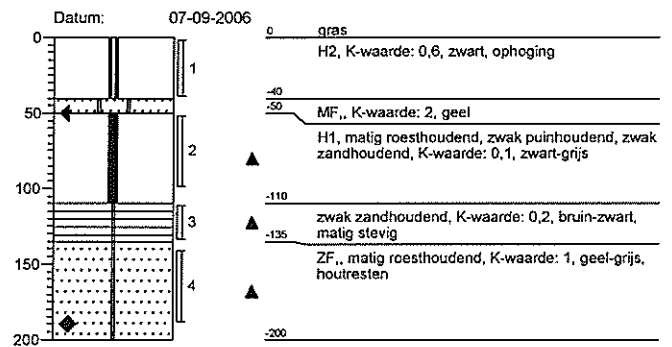 Datum: 07-09-2006
0
50
100
150
200
1
2
3
4
0 gras
H2, K-waarde: 0,6, zwart, ophoging
-40
-50
MF,, K-waarde: 2, geel
H1, matig roesthoudend, zwak puinhoudend, zwak
zandhoudend, K-waarde: 0,1, zwart-grijs
-110
zwak zandhoudend, K-waarde: 0,2, bruin-zwart,
matig stevig
-135
ZF,, matig roesthoudend, K-waarde: 1, geel-grijs,
houtresten
-200